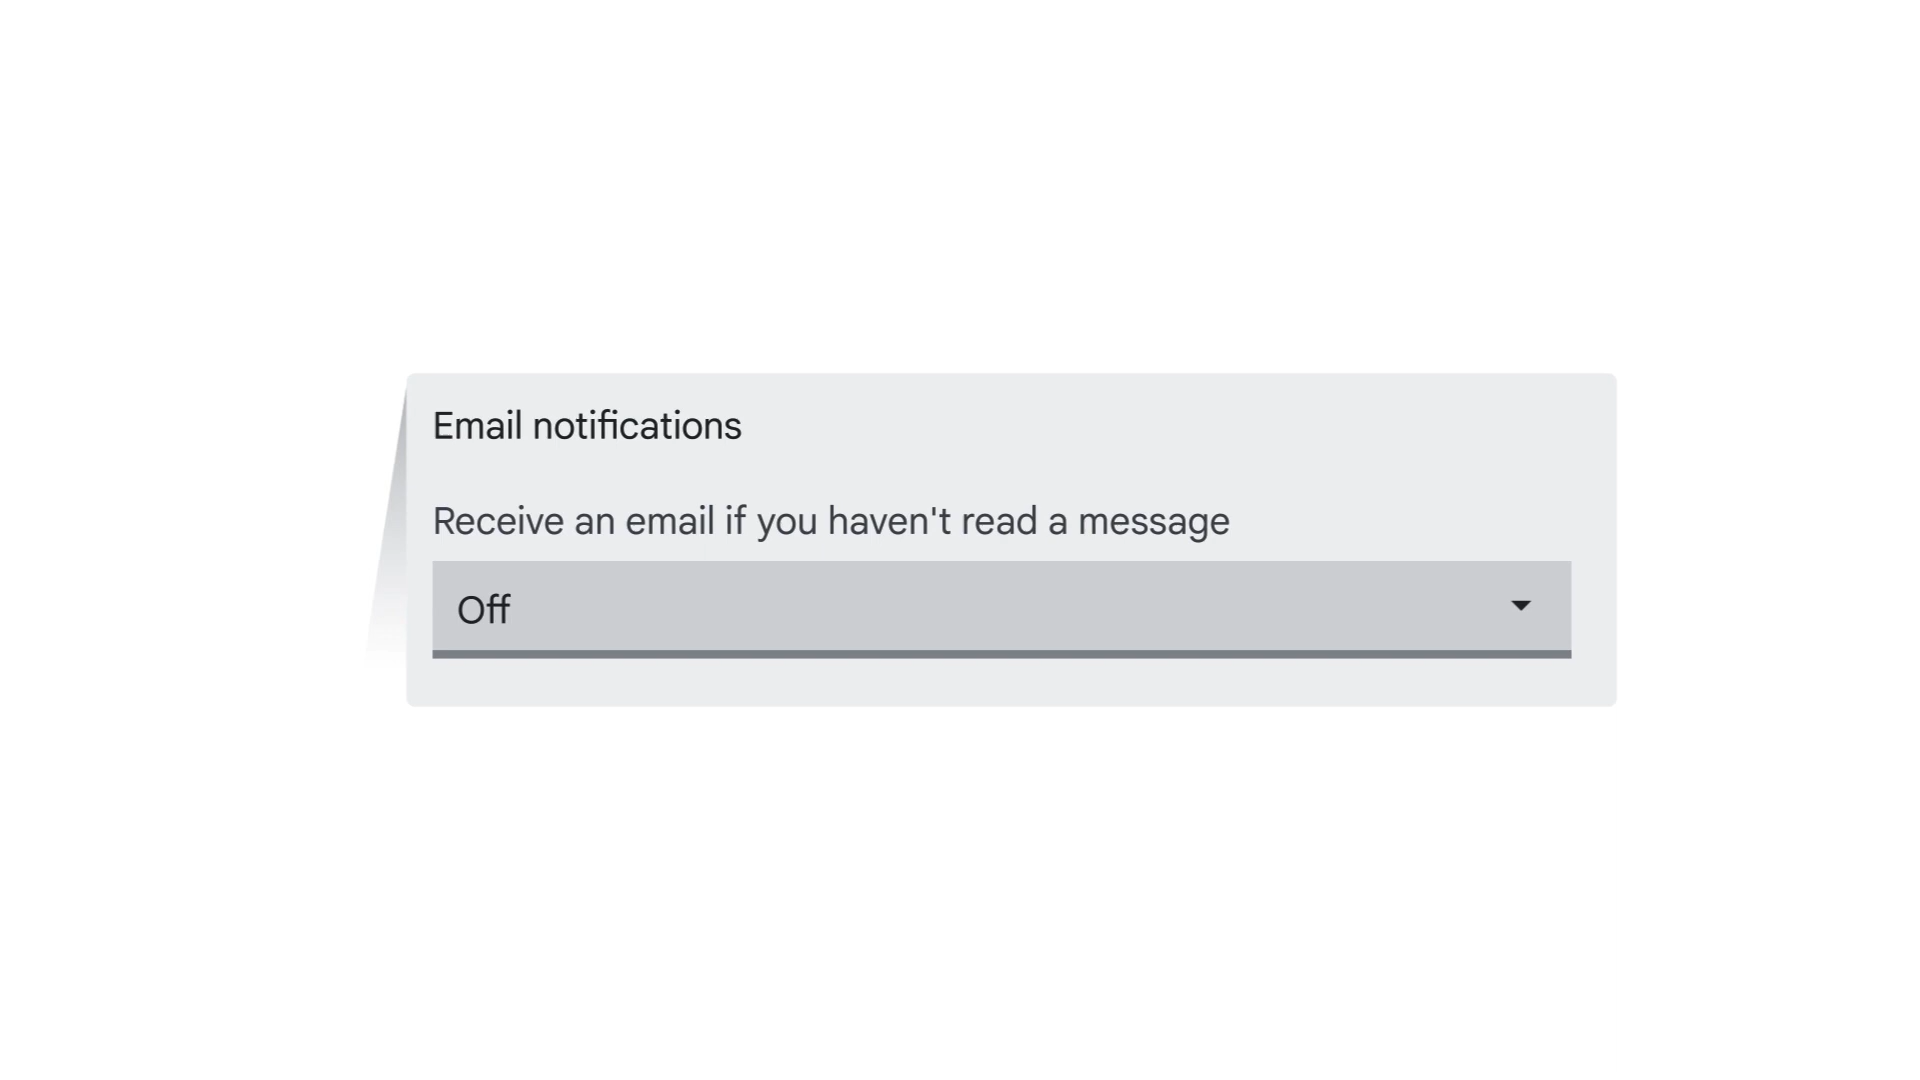 Email notifications
Receive an email if you haven't read a message
Off